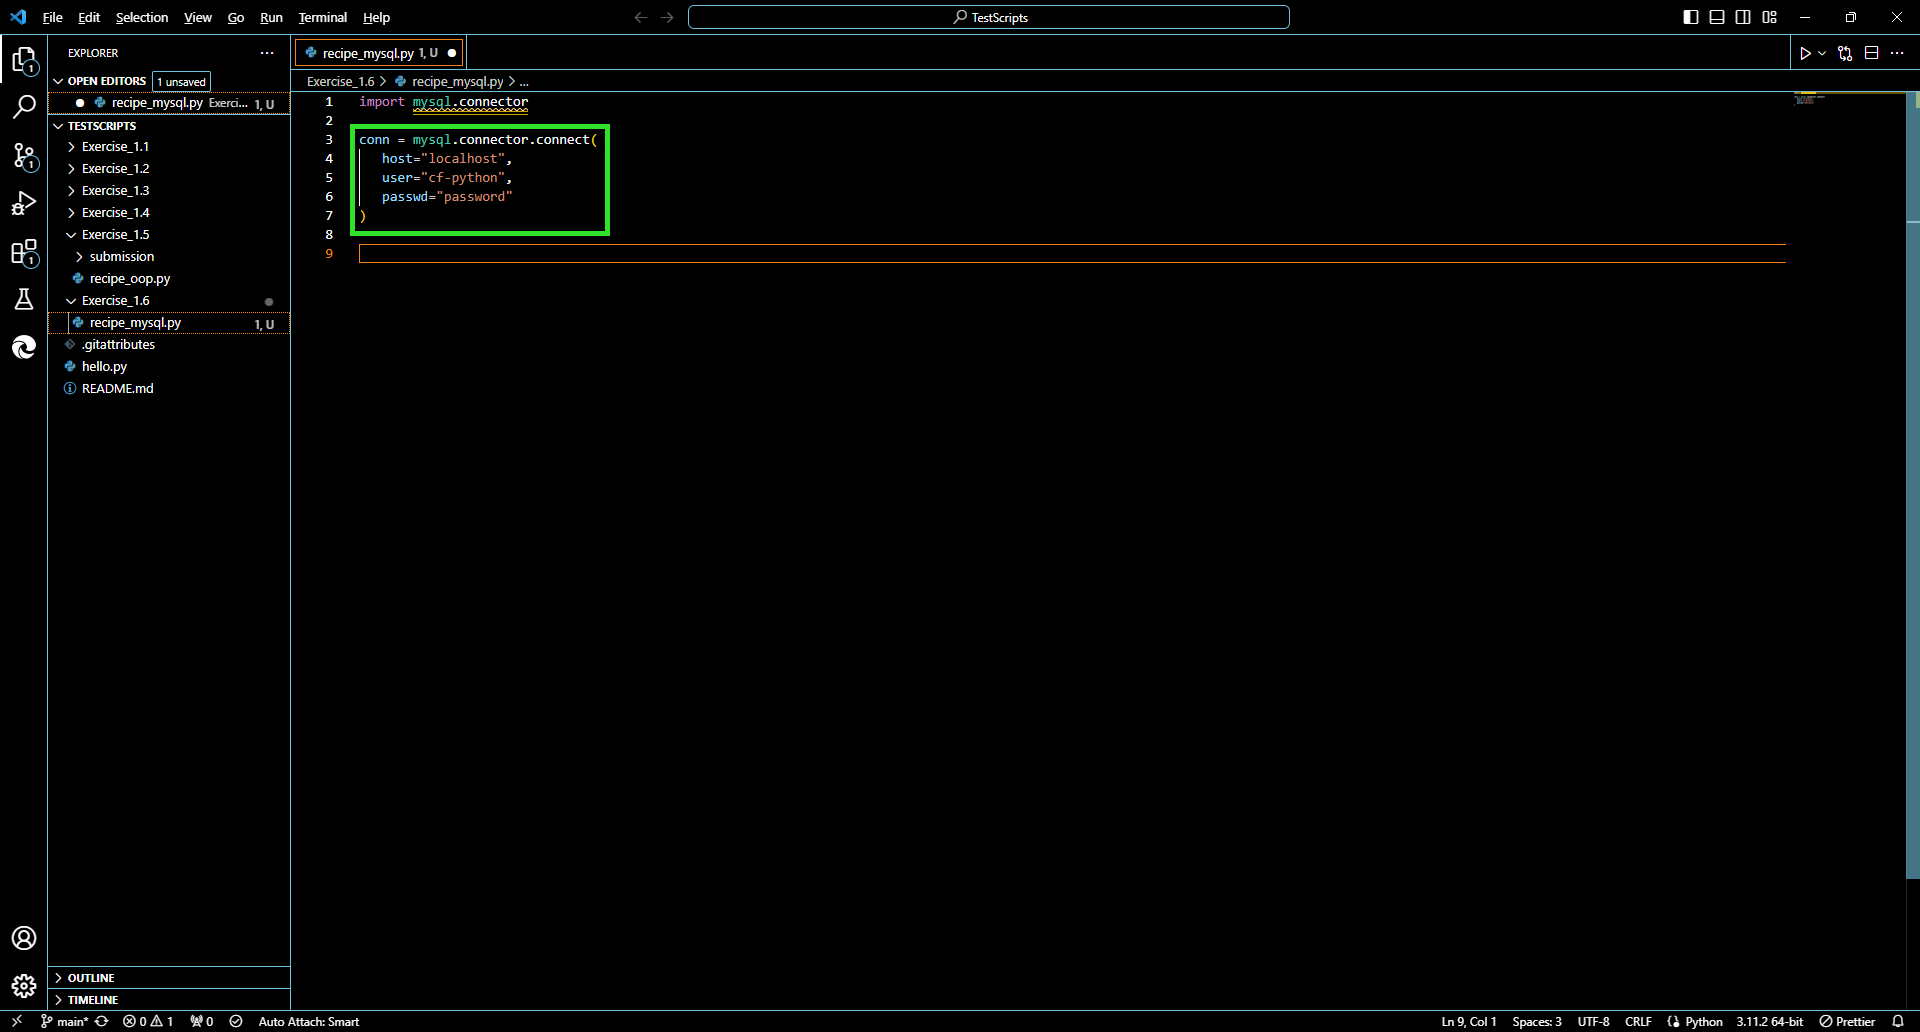 File Edit Selection View Go Run Terminal Help
TestScripts
EXPLORER
OPEN EDITORS 1 unsaved
recipe_mysql.py Exerci... 1, U
TESTSCRIPTS
Exercise_1.1
Exercise_1.2
Exercise_1.3
Exercise_1.4
Exercise_1.5
submission
recipe_oop.py
Exercise_1.6
recipe_mysql.py 1, U
.gitattributes
hello.py
README.md
OUTLINE
TIMELINE
recipe_mysql.py 1, U
Exercise_1.6 > recipe_mysql.py > ...
1 import mysql.connector
2
3 conn = mysql.connector.connect(
4 host="localhost",
5 user="cf-python",
6 passwd="password"
7 )
8
9
1
1
1
main* 0 1 0 Auto Attach: Smart Ln 9, Col 1 Spaces: 3 UTF-8 CRLF Python 3.11.2 64-bit Prettier